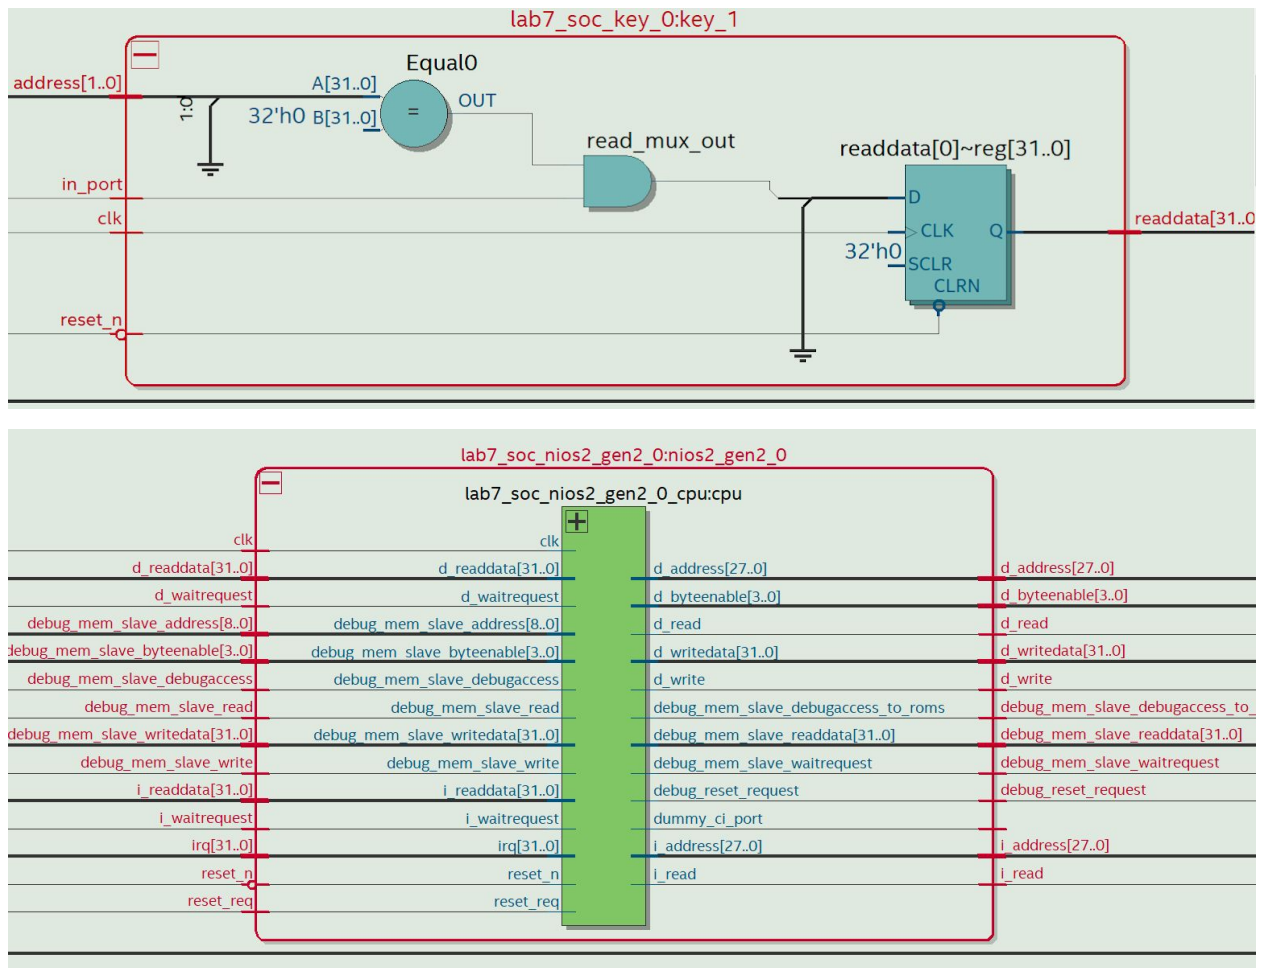 lab7_soc_key_0:key_1
Equal0
address[1..0]
A[31..0]
1:0
32'h0 B[31..0]
=
OUT
read_mux_out
readdata[0]~reg[31..0]
in_port
D
clk
CLK
Q
readdata[31..0
32'h0
SCLR
CLRN
reset_n
lab7_soc_nios2_gen2_0:nios2_gen2_0
lab7_soc_nios2_gen2_0_cpu:cpu
clk clk
d_readdata[31..0] d_readdata[31..0] d_address[27..0] d_address[27..0]
d_waitrequest d_waitrequest d_byteenable[3..0] d_byteenable[3..0]
debug_mem_slave_address[8..0] debug_mem_slave_address[8..0] d_read d_read
debug_mem_slave_byteenable[3..0] debug_mem_slave_byteenable[3..0] d_writedata[31..0] d_writedata[31..0]
debug_mem_slave_debugaccess debug_mem_slave_debugaccess d_write d_write
debug_mem_slave_read debug_mem_slave_read debug_mem_slave_debugaccess_to_roms debug_mem_slave_debugaccess_to_
debug_mem_slave_writedata[31..0] debug_mem_slave_writedata[31..0] debug_mem_slave_readdata[31..0] debug_mem_slave_readdata[31..0]
debug_mem_slave_write debug_mem_slave_write debug_mem_slave_waitrequest debug_mem_slave_waitrequest
i_readdata[31..0] i_readdata[31..0] debug_reset_request debug_reset_request
i_waitrequest i_waitrequest dummy_ci_port
irq[31..0] irq[31..0] i_address[27..0] i_address[27..0]
reset_n reset_n i_read i_read
reset_req reset_req